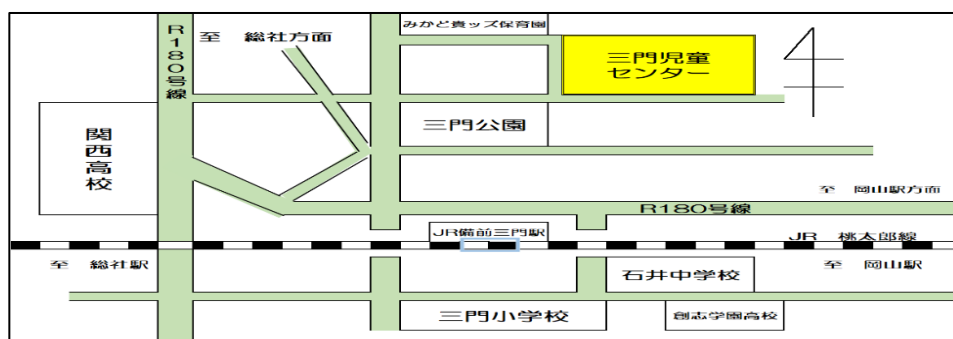 みかど貴ッズ保育園
R180号線
至 総社方面
三門児童
センター
関西高校
三門公園
至 岡山駅方面
R180号線
JR備前三門駅
JR 桃太郎線
至 総社駅
石井中学校
至 岡山駅
三門小学校
創志学園高校